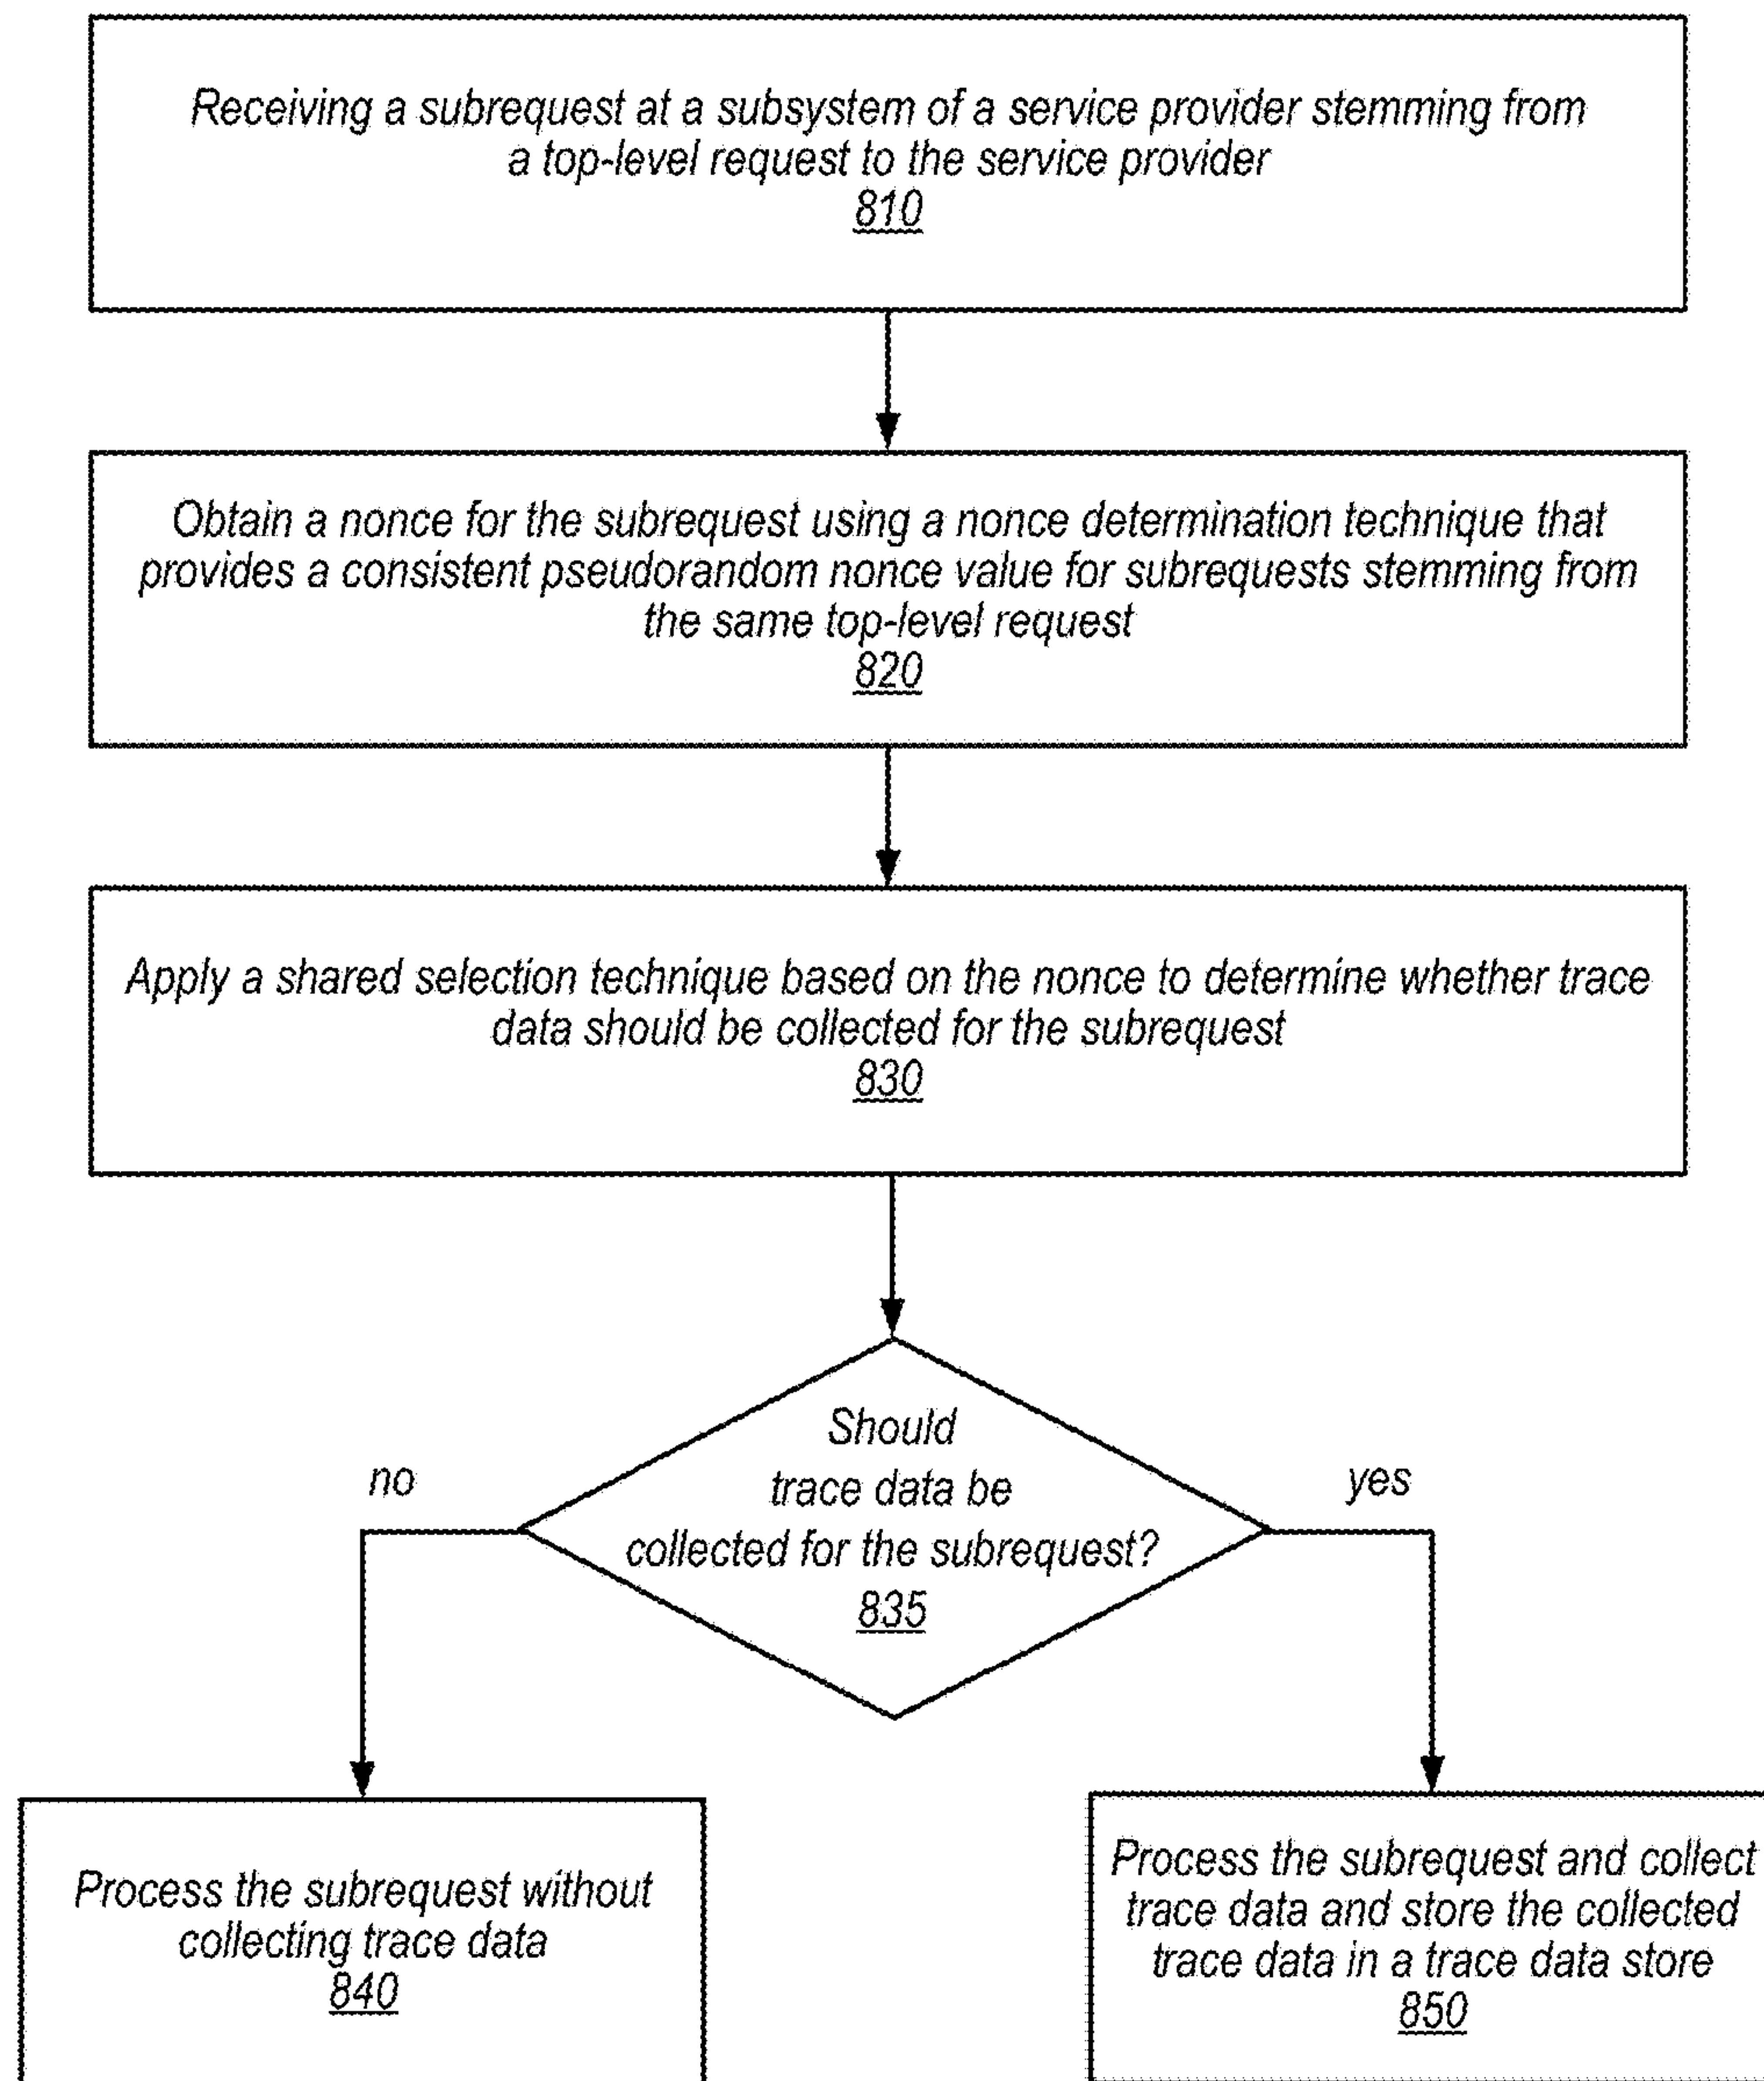 Receiving a subrequest at a subsystem of a service provider stemming from
a top-level request to the service provider
810
Obtain a nonce for the subrequest using a nonce determination technique that
provides a consistent pseudorandom nonce value for subrequests stemming from
the same top-level request
820
Apply a shared selection technique based on the nonce to determine whether trace
data should be collected for the subrequest
830
Should
trace data be
collected for the subrequest?
835
no
yes
Process the subrequest without
collecting trace data
840
Process the subrequest and collect
trace data and store the collected
trace data in a trace data store
850